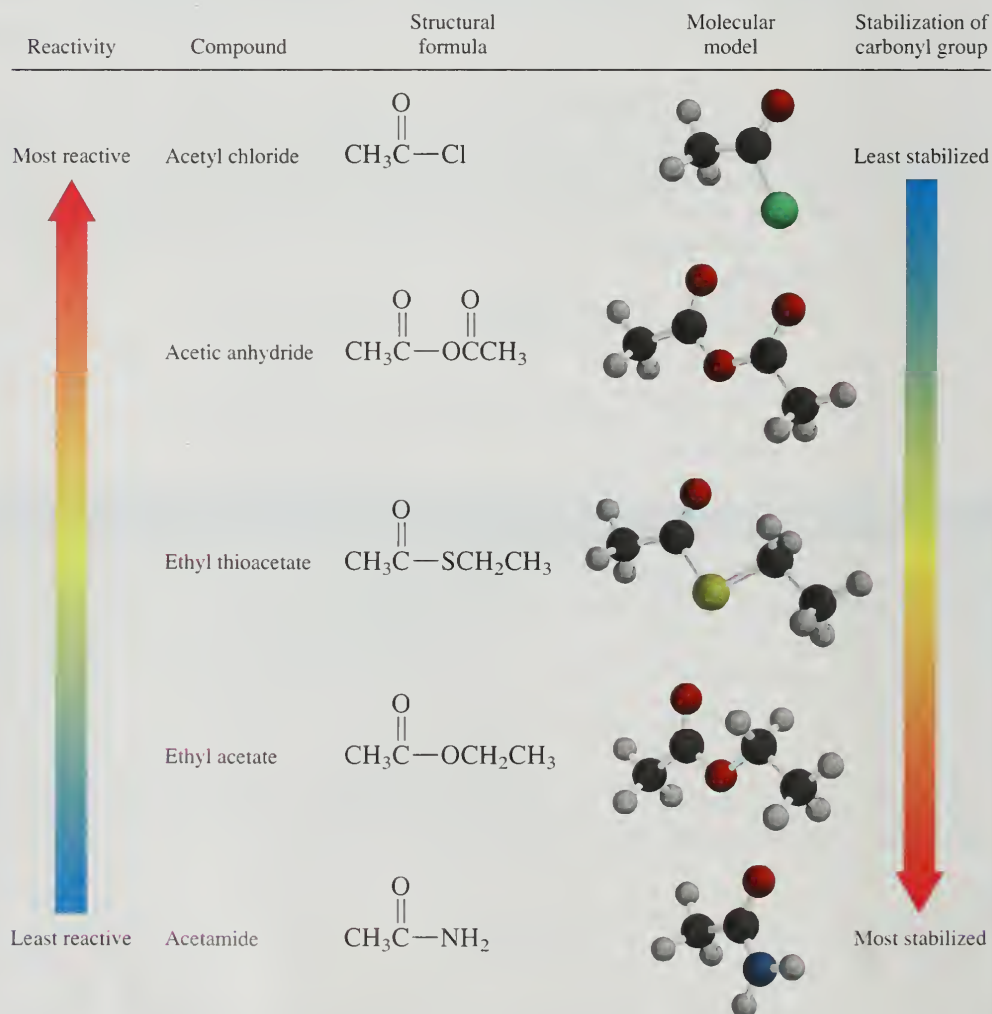 Reactivity Compound Structural formula Molecular model Stabilization of carbonyl group
O
||
Most reactive Acetyl chloride CH₃C—Cl Least stabilized
O O
|| ||
Acetic anhydride CH₃C—OCCH₃
O
||
Ethyl thioacetate CH₃C—SCH₂CH₃
O
||
Ethyl acetate CH₃C—OCH₂CH₃
O
||
Least reactive Acetamide CH₃C—NH₂ Most stabilized